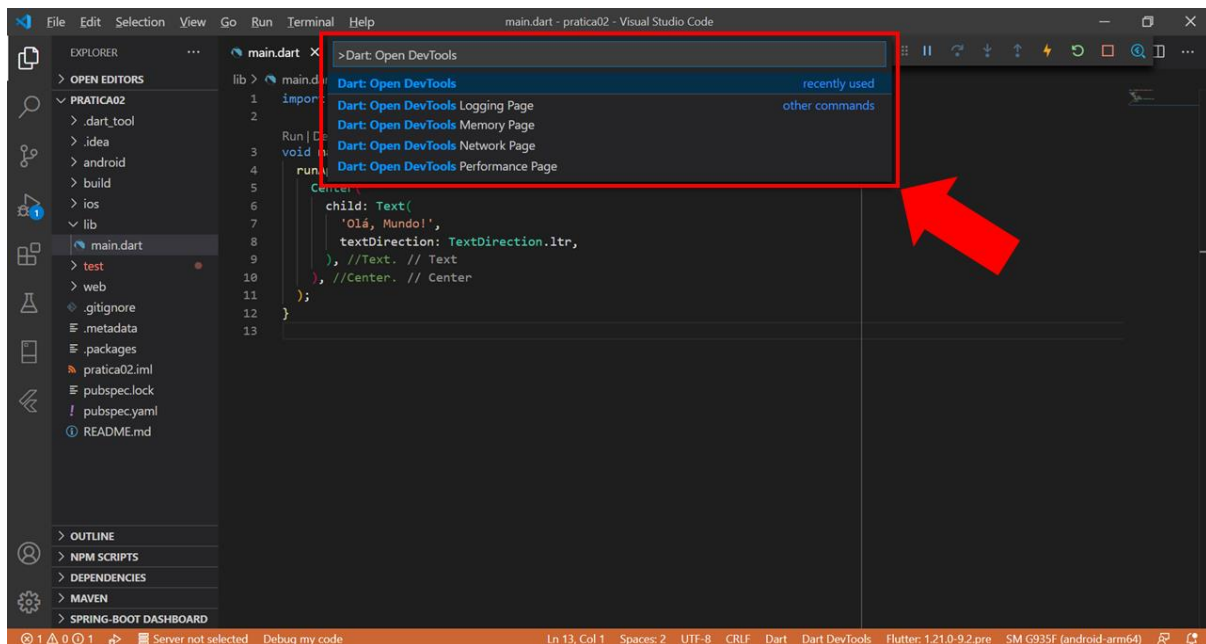 File Edit Selection View Go Run Terminal Help main.dart - pratica02 - Visual Studio Code
EXPLORER
OPEN EDITORS
PRATICA02
.dart_tool
.idea
android
build
ios
lib
main.dart
test
web
.gitignore
.metadata
.packages
pratica02.iml
pubspec.lock
pubspec.yaml
README.md
OUTLINE
NPM SCRIPTS
DEPENDENCIES
MAVEN
SPRING-BOOT DASHBOARD
1
main.dart
>Dart: Open DevTools
Dart: Open DevTools recently used
Dart: Open DevTools Logging Page other commands
Dart: Open DevTools Memory Page
Dart: Open DevTools Network Page
Dart: Open DevTools Performance Page
lib > main.da
1 import
2
Run | De
3 void m
4 runA
5 Center(
6 child: Text(
7 'Olá, Mundo!',
8 textDirection: TextDirection.ltr,
9 ), //Text. // Text
10 ), //Center. // Center
11 );
12 }
13
1 0 1 Server not selected Debug my code Ln 13, Col 1 Spaces: 2 UTF-8 CRLF Dart Dart DevTools Flutter: 1.21.0-9.2.pre SM G935F (android-arm64)